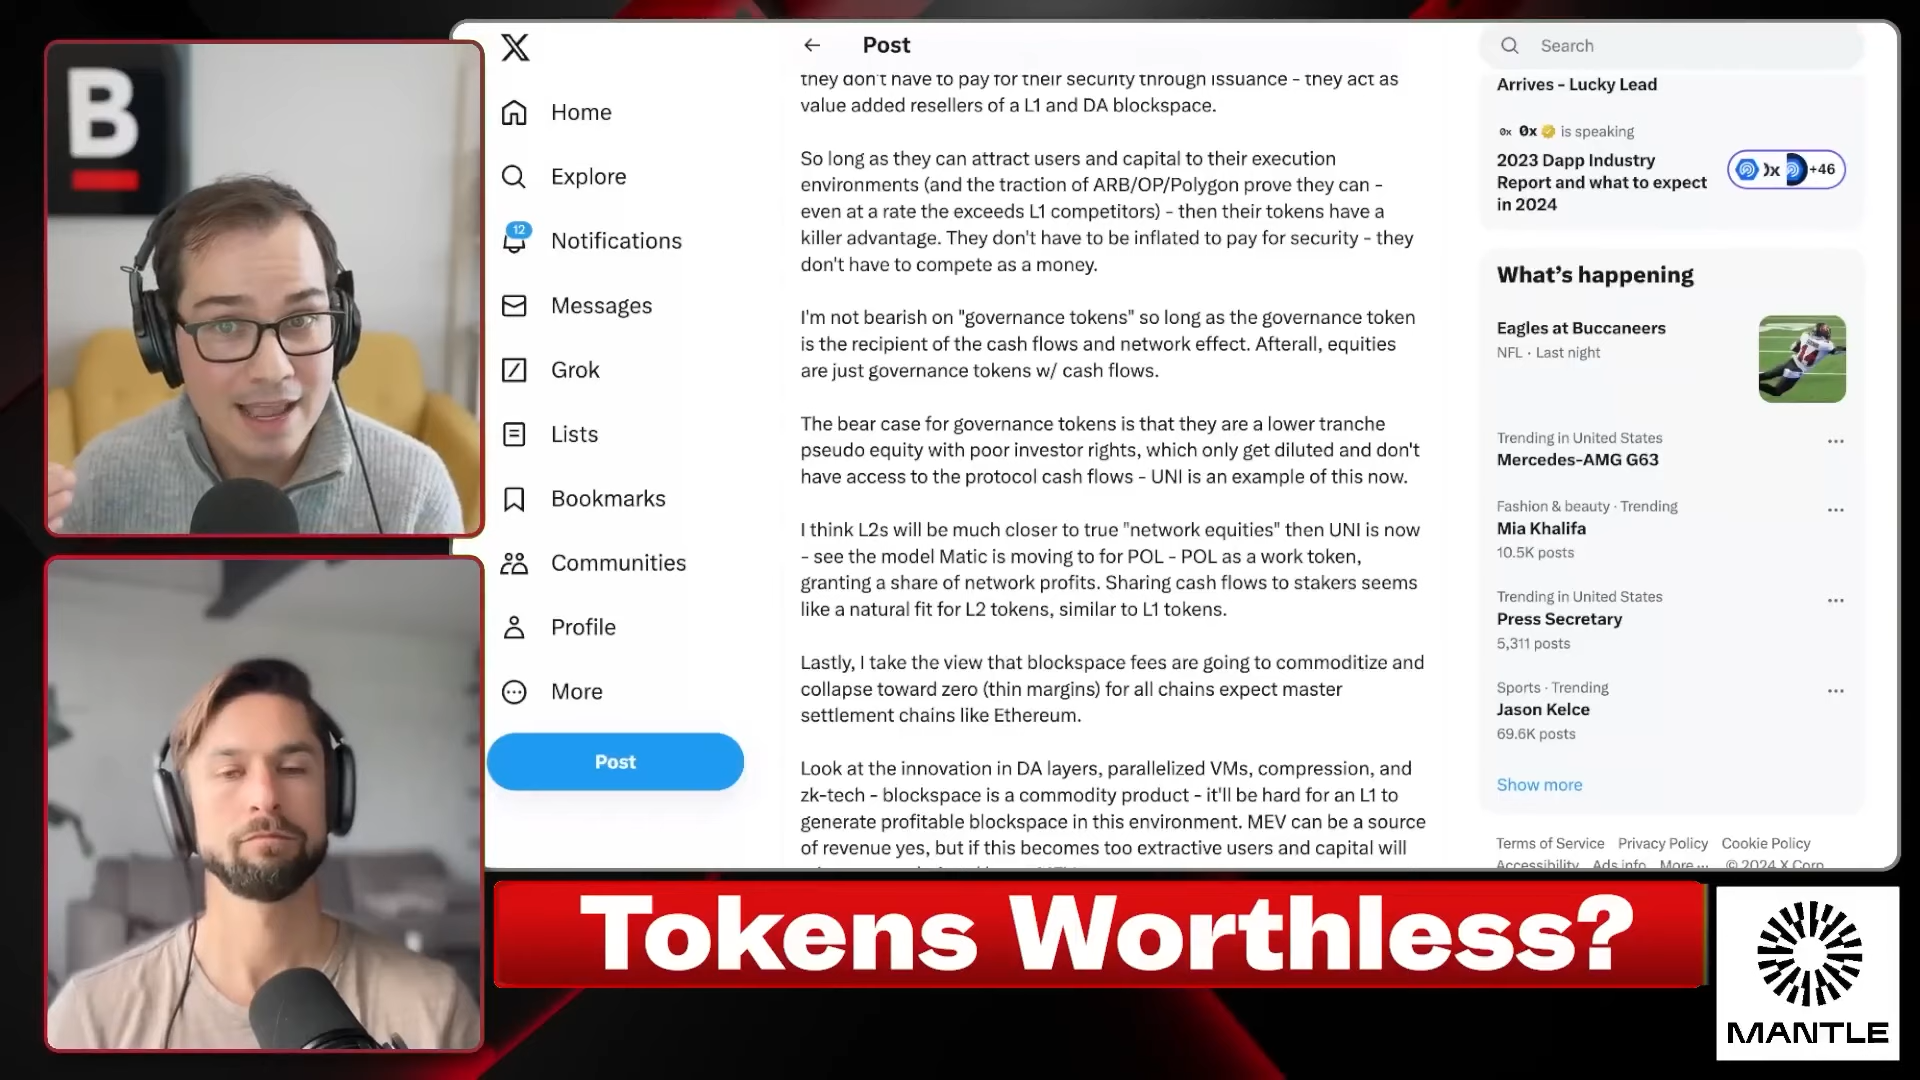 B
Home
Explore
12
Notifications
Messages
Grok
Lists
Bookmarks
Communities
Profile
More
Post
Post
they don't have to pay for their security through issuance - they act as
value added resellers of a L1 and DA blockspace.
So long as they can attract users and capital to their execution
environments (and the traction of ARB/OP/Polygon prove they can -
even at a rate the exceeds L1 competitors) - then their tokens have a
killer advantage. They don't have to be inflated to pay for security - they
don't have to compete as a money.
I'm not bearish on "governance tokens" so long as the governance token
is the recipient of the cash flows and network effect. Afterall, equities
are just governance tokens w/ cash flows.
The bear case for governance tokens is that they are a lower tranche
pseudo equity with poor investor rights, which only get diluted and don't
have access to the protocol cash flows - UNI is an example of this now.
I think L2s will be much closer to true "network equities" then UNI is now
- see the model Matic is moving to for POL - POL as a work token,
granting a share of network profits. Sharing cash flows to stakers seems
like a natural fit for L2 tokens, similar to L1 tokens.
Lastly, I take the view that blockspace fees are going to commoditize and
collapse toward zero (thin margins) for all chains expect master
settlement chains like Ethereum.
Look at the innovation in DA layers, parallelized VMs, compression, and
zk-tech - blockspace is a commodity product - it'll be hard for an L1 to
generate profitable blockspace in this environment. MEV can be a source
of revenue yes, but if this becomes too extractive users and capital will
Search
Arrives - Lucky Lead
0x 0x is speaking
2023 Dapp Industry
Report and what to expect
in 2024
+46
What's happening
Eagles at Buccaneers
NFL · Last night
14
Trending in United States
Mercedes-AMG G63
Fashion & beauty · Trending
Mia Khalifa
10.5K posts
Trending in United States
Press Secretary
5,311 posts
Sports · Trending
Jason Kelce
69.6K posts
Show more
Terms of Service Privacy Policy Cookie Policy
Accessibility Ads info More ... © 2024 X Corp.
Tokens Worthless?
MANTLE